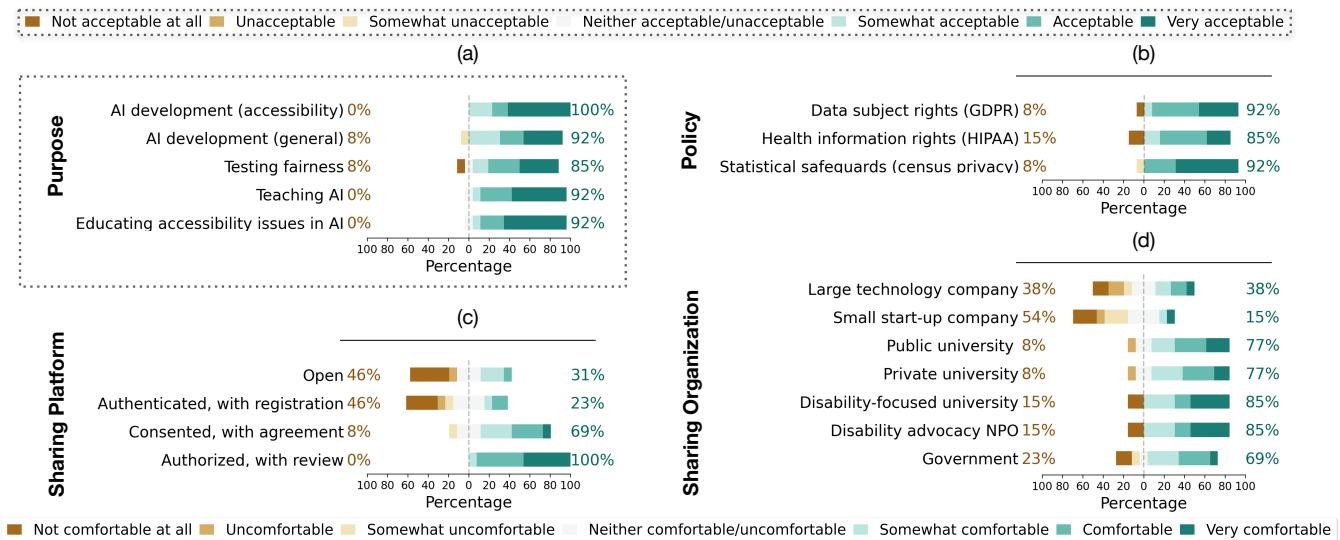 Not acceptable at all Unacceptable Somewhat unacceptable Neither acceptable/unacceptable Somewhat acceptable Acceptable Very acceptable
(a)
Purpose
AI development (accessibility) 0% 100%
AI development (general) 8% 92%
Testing fairness 8% 85%
Teaching AI 0% 92%
Educating accessibility issues in AI 0% 92%
100 80 60 40 20 0 20 40 60 80 100
Percentage
(b)
Policy
Data subject rights (GDPR) 8% 92%
Health information rights (HIPAA) 15% 85%
Statistical safeguards (census privacy) 8% 92%
100 80 60 40 20 0 20 40 60 80 100
Percentage
(c)
Sharing Platform
Open 46% 31%
Authenticated, with registration 46% 23%
Consented, with agreement 8% 69%
Authorized, with review 0% 100%
100 80 60 40 20 0 20 40 60 80 100
Percentage
(d)
Sharing Organization
Large technology company 38% 38%
Small start-up company 54% 15%
Public university 8% 77%
Private university 8% 77%
Disability-focused university 15% 85%
Disability advocacy NPO 15% 85%
Government 23% 69%
100 80 60 40 20 0 20 40 60 80 100
Percentage
Not comfortable at all Uncomfortable Somewhat uncomfortable Neither comfortable/uncomfortable Somewhat comfortable Comfortable Very comfortable